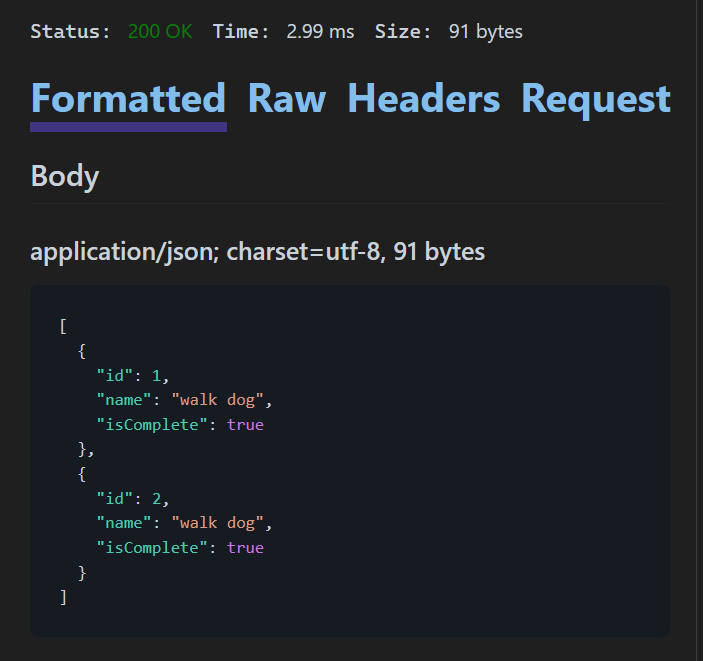 Status: 200 OK Time: 2.99 ms Size: 91 bytes
Formatted Raw Headers Request
Body
application/json; charset=utf-8, 91 bytes
[
  {
    "id": 1,
    "name": "walk dog",
    "isComplete": true
  },
  {
    "id": 2,
    "name": "walk dog",
    "isComplete": true
  }
]